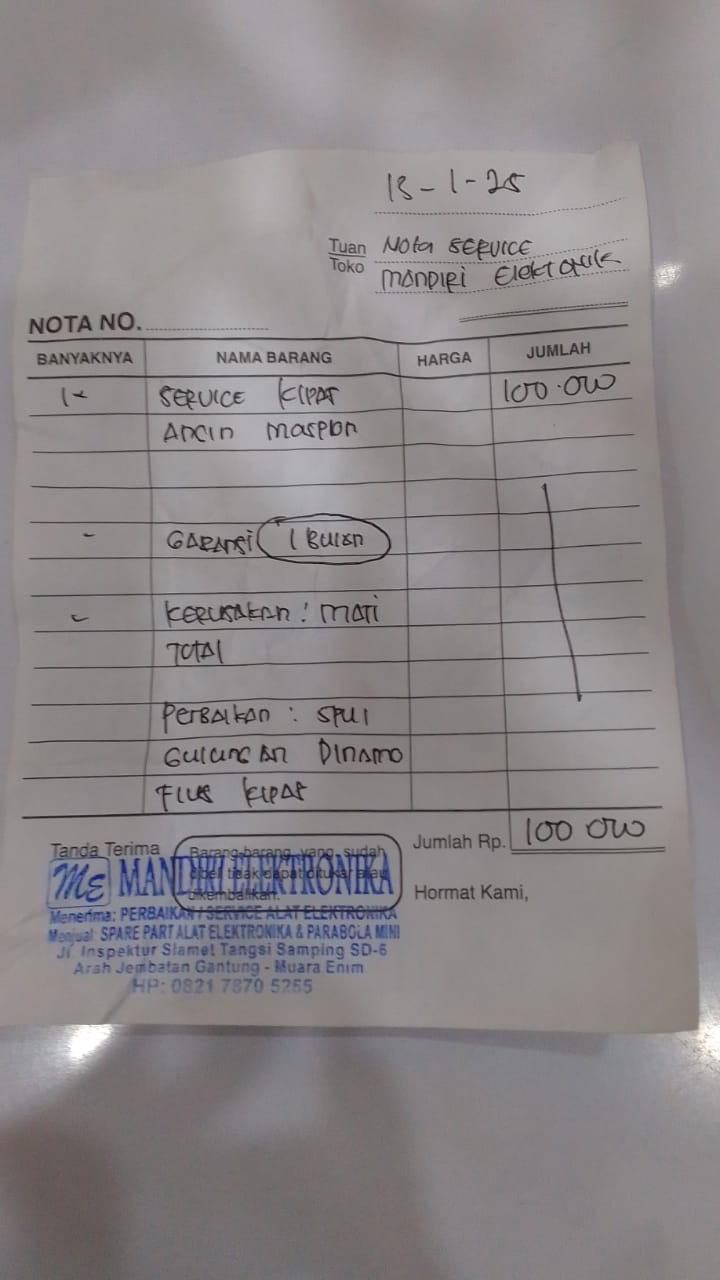 13-1-25
Tuan Nota SERVICE
Toko MANDIRI Elektonik
NOTA NO.
BANYAKNYA NAMA BARANG HARGA JUMLAH
1x SERVICE KIPAS 100.000
ANGIN MASPON
- GARANSI 1 BULAN
- KERUSAKAN : MATI
TOTAL
PERBAIKAN : SPUL
GULUNGAN DINAMO
FIUS KIPAS
Jumlah Rp. 100 000
Tanda Terima
Barang-barang yang sudah
dibeli tidak dapat ditukar atau
dikembalikan.
Hormat Kami,
ME MANDIRI ELEKTRONIKA
Menerima: PERBAIKAN / SERVICE ALAT ELEKTRONIKA
Menjual: SPARE PART ALAT ELEKTRONIKA & PARABOLA MINI
Jl. Inspektur Slamet Tangsi Samping SD-6
Arah Jembatan Gantung - Muara Enim
HP: 0821 7870 5255